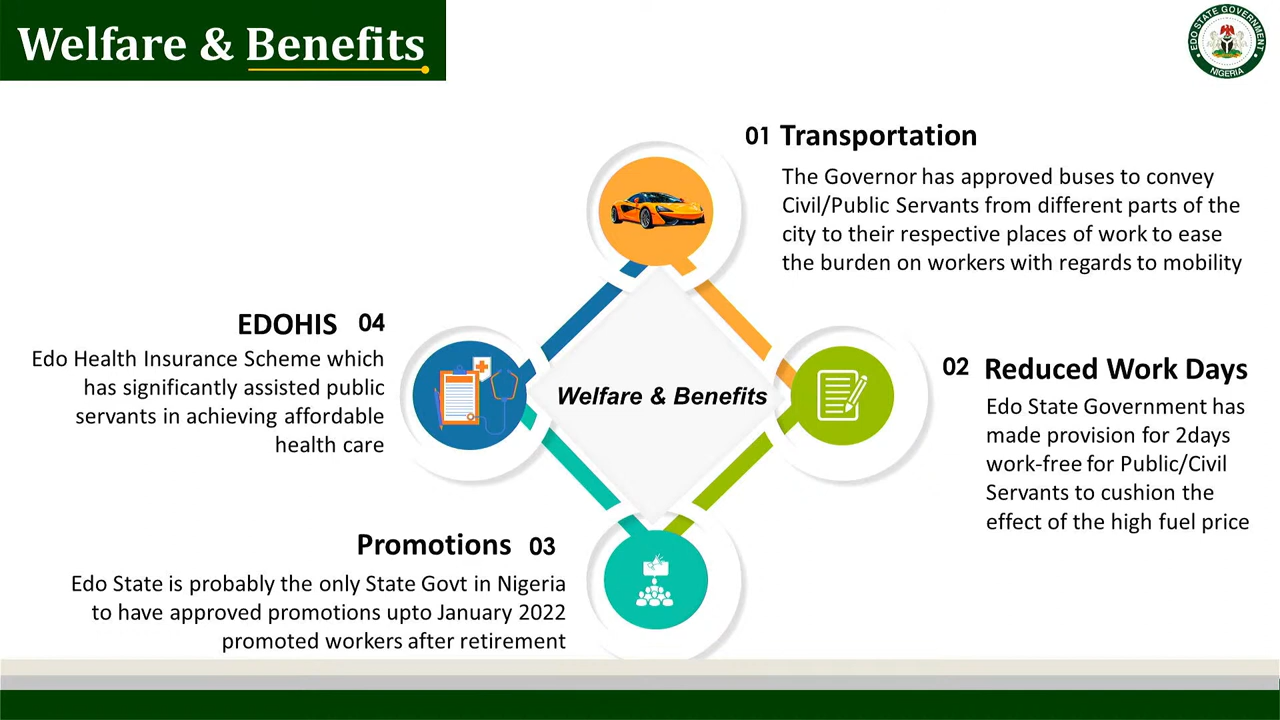 Welfare & Benefits
EDO STATE GOVERNMENT
NIGERIA
01 Transportation
The Governor has approved buses to convey
Civil/Public Servants from different parts of the
city to their respective places of work to ease
the burden on workers with regards to mobility
02 Reduced Work Days
Edo State Government has
made provision for 2days
work-free for Public/Civil
Servants to cushion the
effect of the high fuel price
Promotions 03
Edo State is probably the only State Govt in Nigeria
to have approved promotions upto January 2022
promoted workers after retirement
EDOHIS 04
Edo Health Insurance Scheme which
has significantly assisted public
servants in achieving affordable
health care
Welfare & Benefits